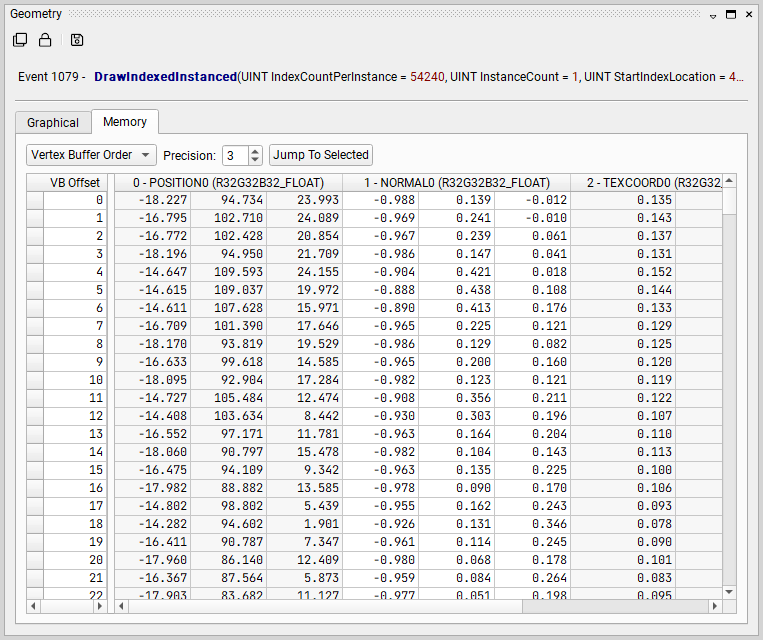 Geometry
Event 1079 - DrawIndexedInstanced(UINT IndexCountPerInstance = 54240, UINT InstanceCount = 1, UINT StartIndexLocation = 4...
Graphical Memory
Vertex Buffer Order Precision: 3 Jump To Selected
VB Offset 0 - POSITION0 (R32G32B32_FLOAT) 1 - NORMAL0 (R32G32B32_FLOAT) 2 - TEXCOORD0 (R32G32_
0 -18.227 94.734 23.993 -0.988 0.139 -0.012 0.135
1 -16.795 102.710 24.089 -0.969 0.241 -0.010 0.143
2 -16.772 102.428 20.854 -0.967 0.239 0.061 0.137
3 -18.196 94.950 21.709 -0.986 0.147 0.041 0.131
4 -14.647 109.593 24.155 -0.904 0.421 0.018 0.152
5 -14.615 109.037 19.972 -0.888 0.438 0.108 0.144
6 -14.611 107.628 15.971 -0.890 0.413 0.176 0.133
7 -16.709 101.390 17.646 -0.965 0.225 0.121 0.129
8 -18.170 93.819 19.529 -0.986 0.129 0.082 0.125
9 -16.633 99.618 14.585 -0.965 0.200 0.160 0.120
10 -18.095 92.904 17.284 -0.982 0.123 0.121 0.119
11 -14.727 105.484 12.474 -0.908 0.356 0.211 0.122
12 -14.408 103.634 8.442 -0.930 0.303 0.196 0.107
13 -16.552 97.171 11.781 -0.963 0.164 0.204 0.110
14 -18.060 90.797 15.478 -0.982 0.104 0.143 0.113
15 -16.475 94.109 9.342 -0.963 0.135 0.225 0.100
16 -17.982 88.882 13.585 -0.978 0.090 0.170 0.106
17 -14.802 98.802 5.439 -0.955 0.162 0.243 0.093
18 -14.282 94.602 1.901 -0.926 0.131 0.346 0.078
19 -16.411 90.787 7.347 -0.961 0.114 0.245 0.090
20 -17.960 86.140 12.409 -0.980 0.068 0.178 0.101
21 -16.367 87.564 5.873 -0.959 0.084 0.264 0.083
22 -17.903 83.682 11.127 -0.977 0.051 0.198 0.095